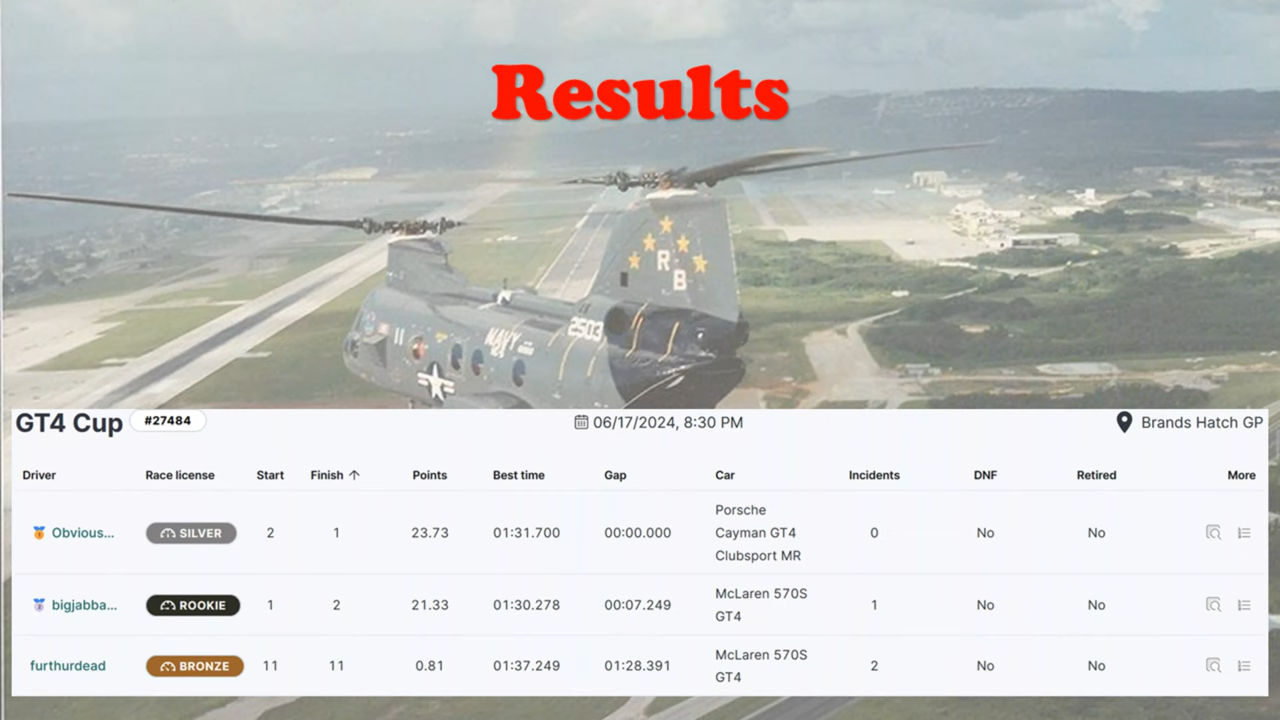 Results
R
B
2503
NAVY
11
GT4 Cup #27484 06/17/2024, 8:30 PM Brands Hatch GP
Driver Race license Start Finish ↑ Points Best time Gap Car Incidents DNF Retired More
Obvious... SILVER 2 1 23.73 01:31.700 00:00.000 Porsche Cayman GT4 Clubsport MR 0 No No
bigjabba... ROOKIE 1 2 21.33 01:30.278 00:07.249 McLaren 570S GT4 1 No No
furthurdead BRONZE 11 11 0.81 01:37.249 01:28.391 McLaren 570S GT4 2 No No